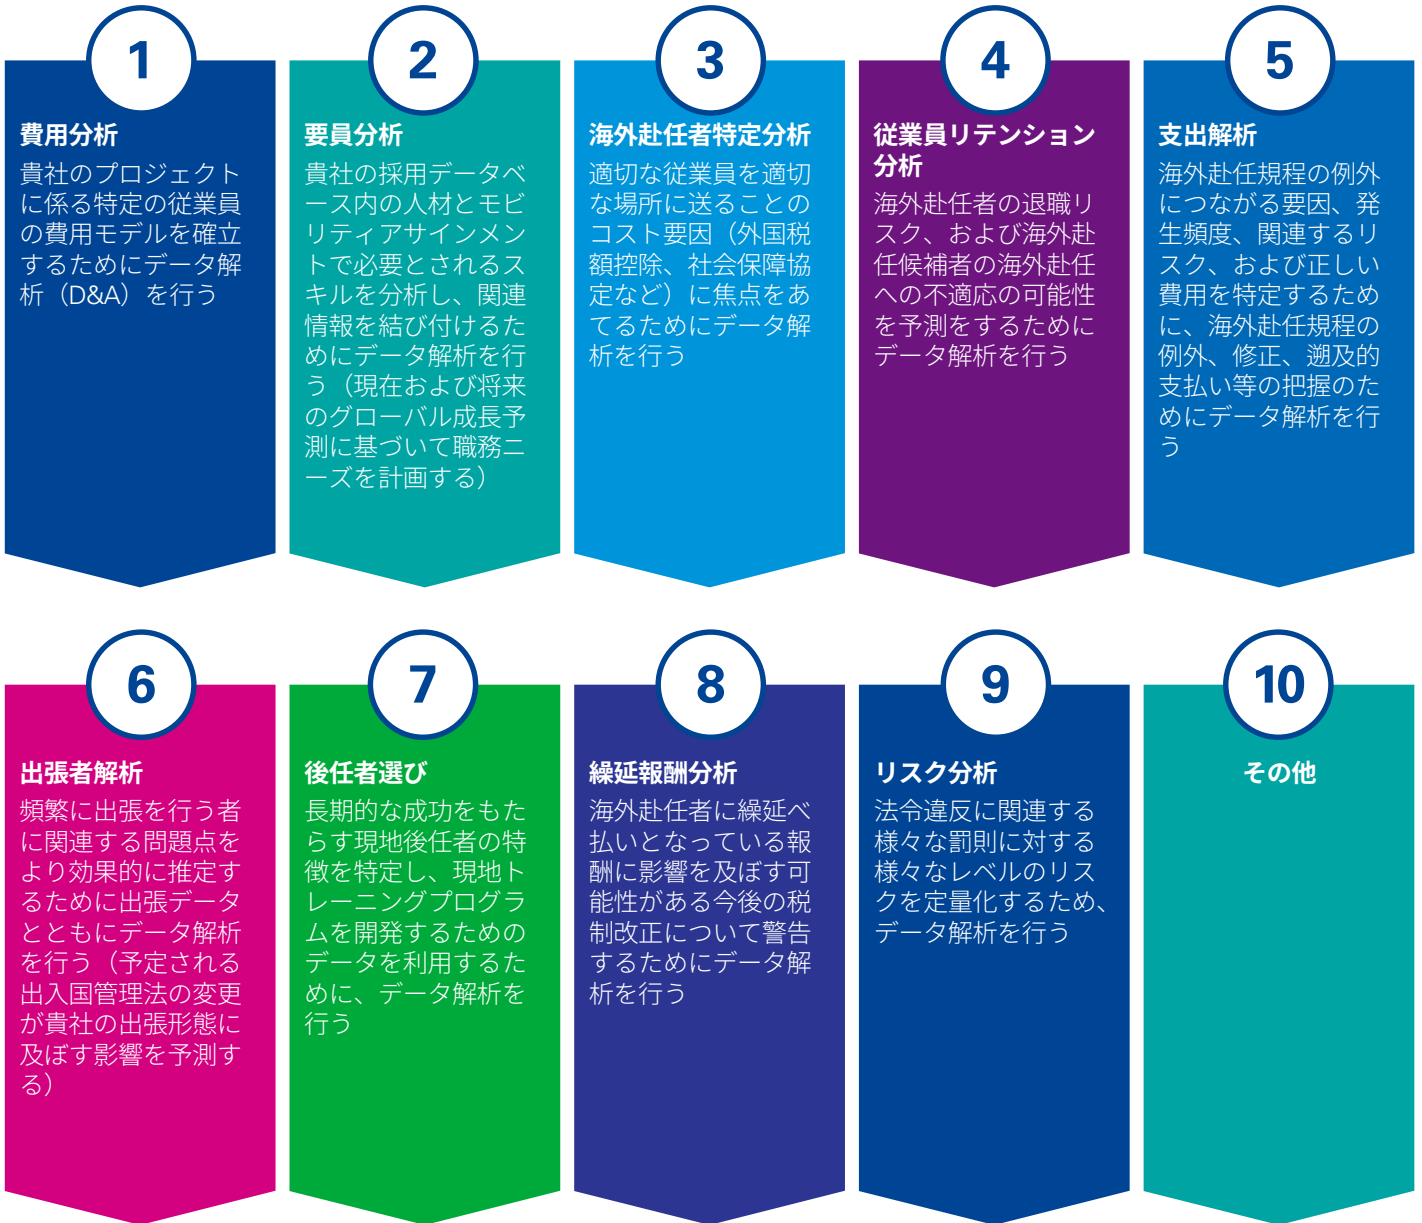 1
費用分析
貴社のプロジェクト
に係る特定の従業員
の費用モデルを確立
するためにデータ解
析（D&A）を行う
2
要員分析
貴社の採用データベ
ース内の人材とモビ
リティアサインメン
トで必要とされるス
キルを分析し、関連
情報を結び付けるた
めにデータ解析を行
う（現在および将来
のグローバル成長予
測に基づいて職務ニ
ーズを計画する）
3
海外赴任者特定分析
適切な従業員を適切
な場所に送ることの
コスト要因（外国税
額控除、社会保障協
定など）に焦点をあ
てるためにデータ解
析を行う
4
従業員リテンション
分析
海外赴任者の退職リ
スク、および海外赴
任候補者の海外赴任
への不適応の可能性
を予測をするために
データ解析を行う
5
支出解析
海外赴任規程の例外
につながる要因、発
生頻度、関連するリ
スク、および正しい
費用を特定するため
に、海外赴任規程の
例外、修正、遡及的
支払い等の把握のた
めにデータ解析を行
う
6
出張者解析
頻繁に出張を行う者
に関連する問題点を
より効果的に推定す
るために出張データ
とともにデータ解析
を行う（予定される
出入国管理法の変更
が貴社の出張形態に
及ぼす影響を予測す
る）
7
後任者選び
長期的な成功をもた
らす現地後任者の特
徴を特定し、現地ト
レーニングプログラ
ムを開発するための
データを利用するた
めに、データ解析を
行う
8
繰延報酬分析
海外赴任者に繰延べ
払いとなっている報
酬に影響を及ぼす可
能性がある今後の税
制改正について警告
するためにデータ解
析を行う
9
リスク分析
法令違反に関連する
様々な罰則に対する
様々なレベルのリス
クを定量化するため、
データ解析を行う
10
その他